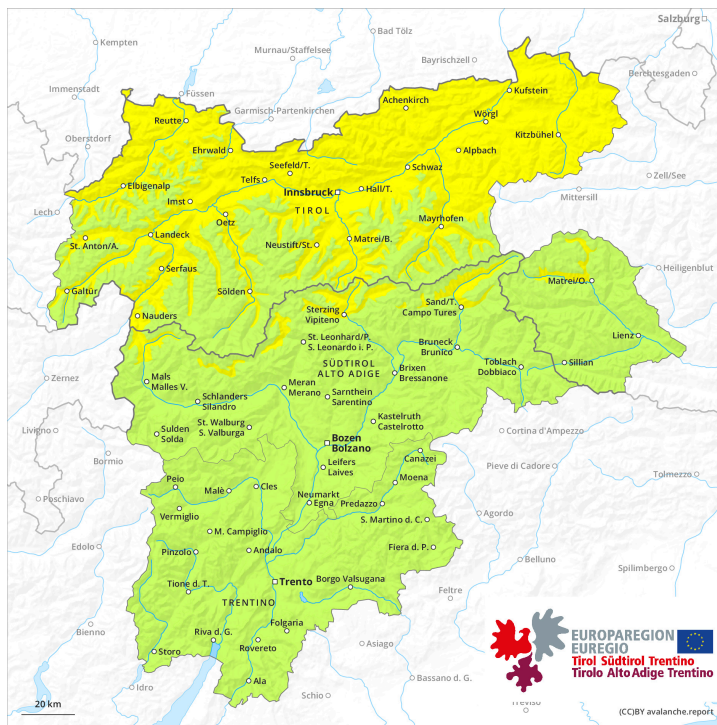 Salzburg
Kempten
Bad Tölz
Murnau/Staffelsee
Bayrischzell
Berchtesgaden
Immenstadt
Füssen
Garmisch-Partenkirchen
Achenkirch
Kufstein
Reutte
Wörgl
Oberstdorf
Ehrwald
Kitzbühel
Seefeld/T.
Schwaz
Alpbach
Zell/See
Telfs
Elbigenalp
Innsbruck
Hall/T.
Mittersill
Lech
Imst
TIROL
Oetz
Mayrhofen
St. Anton/A.
Landeck
Neustift/St.
Matrei/B.
Serfaus
Heiligenblut
Galtür
Sölden
Matrei/O.
Nauders
Sterzing
Vipiteno
Sand/T.
Campo Tures
St. Leonhard/P.
S. Leonardo i. P.
Bruneck
Brunico
Lienz
SÜDTIROL
ALTO ADIGE
Brixen
Bressanone
Toblach
Dobbiaco
Sillian
Zernez
Mals
Malles V.
Meran
Merano
Sarnthein
Sarentino
Schlanders
Silandro
Kastelruth
Castelrotto
St. Walburg
S. Valburga
Livigno
Sulden
Solda
Bozen
Bolzano
Cortina d'Ampezzo
Bormio
Leifers
Laives
Canazei
Pieve di Cadore
Tolmezzo
Poschiavo
Peio
Malè
Cles
Moena
Neumarkt
Egna
Predazzo
Vermiglio
Agordo
S. Martino d. C.
M. Campiglio
Edolo
Pinzolo
Andalo
Fiera d. P.
Belluno
Spilimbergo
Trento
Tione d. T.
Borgo Valsugana
Feltre
TRENTINO
Folgaria
Bienno
Riva d. G.
Rovereto
Asiago
Storo
Bassano d. G.
Ala
Idro
Schio
Treviso
EUROPAREGION
EUREGIO
Tirol Südtirol Trentino
Tirolo Alto Adige Trentino
20 km
(CC)BY avalanche.report